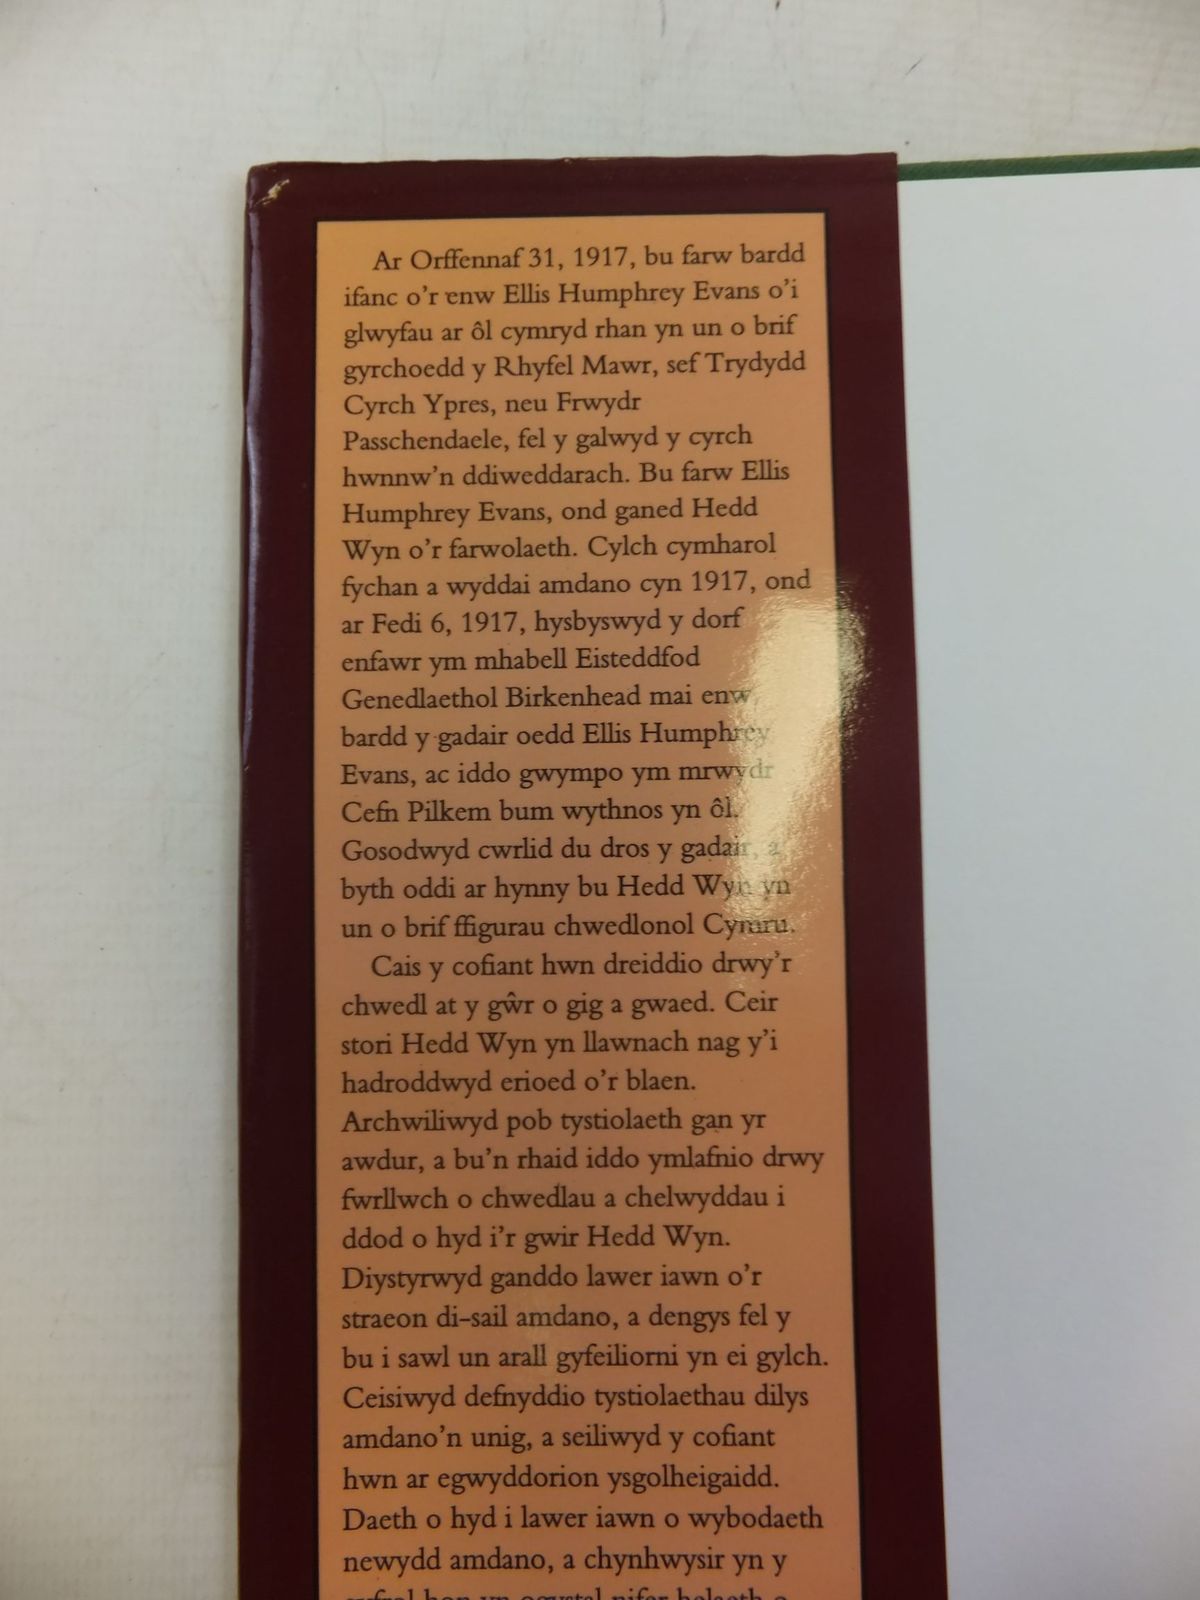 Ar Orffennaf 31, 1917, bu farw bardd
ifanc o'r enw Ellis Humphrey Evans o'i
glwyfau ar ôl cymryd rhan yn un o brif
gyrchoedd y Rhyfel Mawr, sef Trydydd
Cyrch Ypres, neu Frwydr
Passchendaele, fel y galwyd y cyrch
hwnnw'n ddiweddarach. Bu farw Ellis
Humphrey Evans, ond ganed Hedd
Wyn o'r farwolaeth. Cylch cymharol
fychan a wyddai amdano cyn 1917, ond
ar Fedi 6, 1917, hysbyswyd y dorf
enfawr ym mhabell Eisteddfod
Genedlaethol Birkenhead mai enw
bardd y gadair oedd Ellis Humphrey
Evans, ac iddo gwympo ym mrwydr
Cefn Pilkem bum wythnos yn ôl.
Gosodwyd cwrlid du dros y gadair, a
byth oddi ar hynny bu Hedd Wyn yn
un o brif ffigurau chwedlonol Cymru.
Cais y cofiant hwn dreiddio drwy'r
chwedl at y gŵr o gig a gwaed. Ceir
stori Hedd Wyn yn llawnach nag y'i
hadroddwyd erioed o'r blaen.
Archwiliwyd pob tystiolaeth gan yr
awdur, a bu'n rhaid iddo ymlafnio drwy
fwrllwch o chwedlau a chelwyddau i
ddod o hyd i'r gwir Hedd Wyn.
Diystyrwyd ganddo lawer iawn o'r
straeon di-sail amdano, a dengys fel y
bu i sawl un arall gyfeiliorni yn ei gylch.
Ceisiwyd defnyddio tystiolaethau dilys
amdano'n unig, a seiliwyd y cofiant
hwn ar egwyddorion ysgolheigaidd.
Daeth o hyd i lawer iawn o wybodaeth
newydd amdano, a chynhwysir yn y